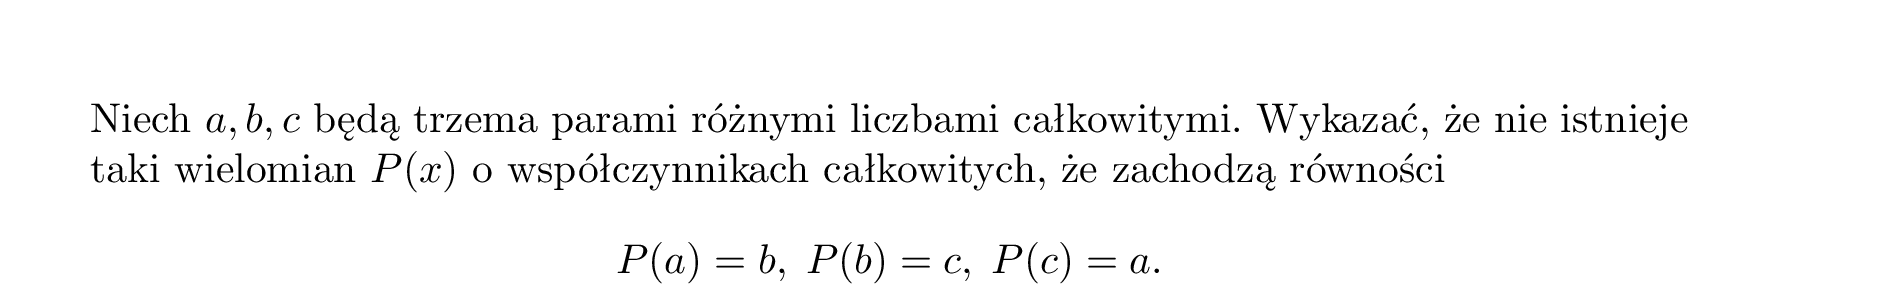 Niech a, b, c będą trzema parami różnymi liczbami całkowitymi. Wykazać, że nie istnieje
taki wielomian P(x) o współczynnikach całkowitych, że zachodzą równości
P(a) = b, P(b) = c, P(c) = a.